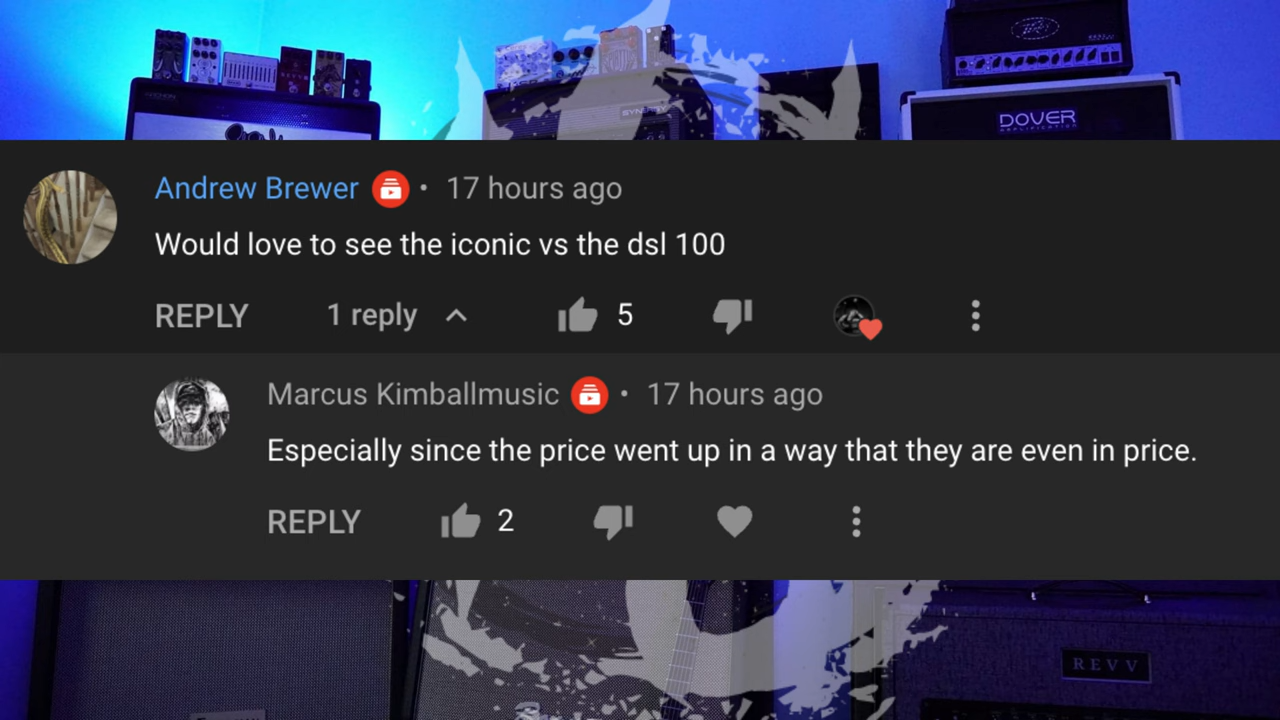 SYNERGY
DOVER
AMPLIFICATION
Andrew Brewer • 17 hours ago
Would love to see the iconic vs the dsl 100
REPLY 1 reply 5
Marcus Kimballmusic • 17 hours ago
Especially since the price went up in a way that they are even in price.
REPLY 2
REVV